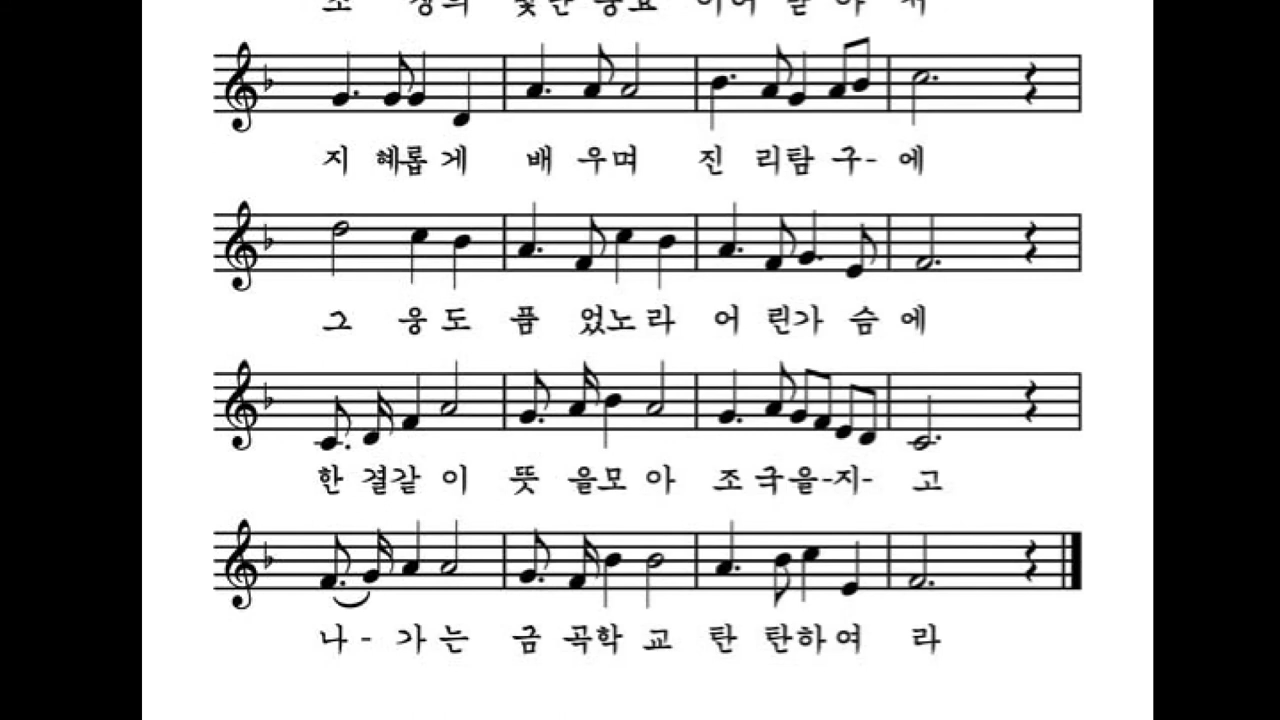 지 혜롭 게 배 우며 진 리탐 구- 에
그 웅 도 품 었노 라 어 린가 슴 에
한 결같 이 뜻 을모 아 조 국을-지- 고
나 - 가 는 금 곡학 교 탄 탄하 여 라